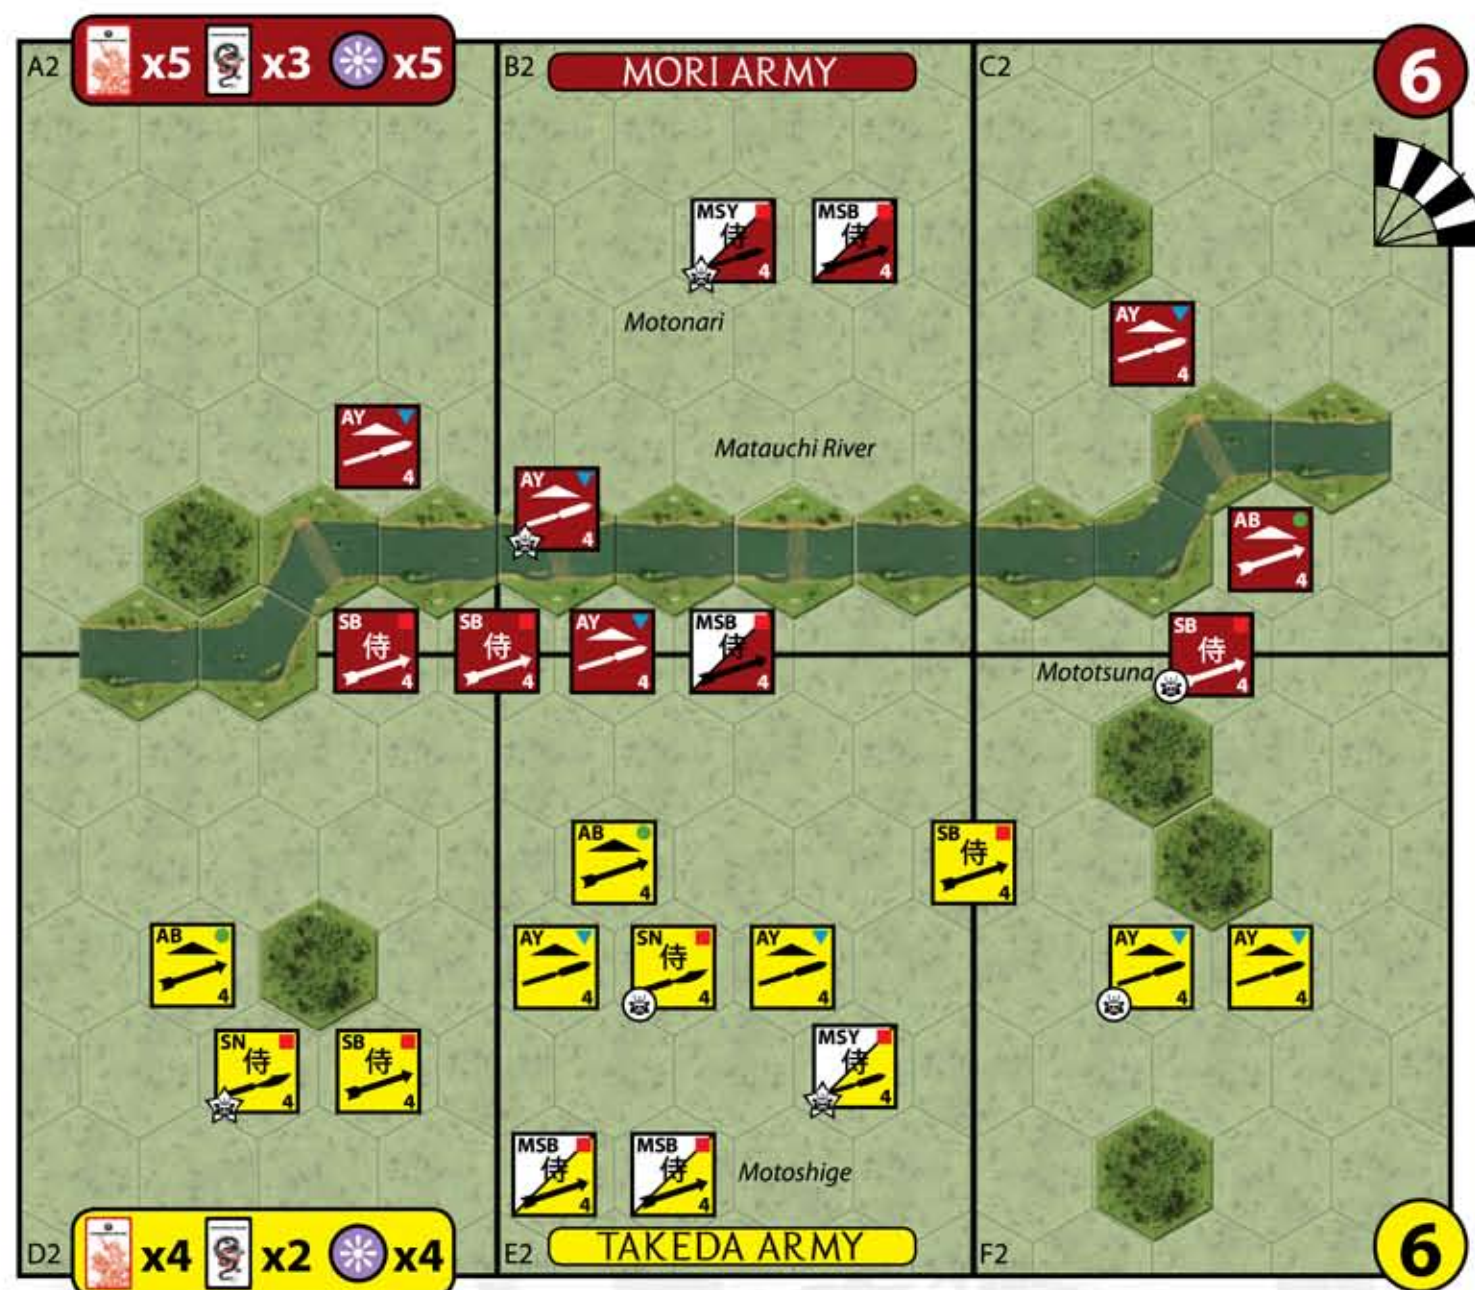 A2
x5 x3 x5
B2
MORI ARMY
C2
6
MSY
侍
4
MSB
侍
4
Motonari
AY
4
AY
4
Matauchi River
AY
4
AB
4
SB
侍
4
SB
侍
4
AY
4
MSB
侍
4
Mototsuna
SB
侍
4
AB
4
SB
侍
4
AB
4
AY
4
SN
侍
4
AY
4
AY
4
AY
4
SN
侍
4
SB
侍
4
MSY
侍
4
MSB
侍
4
MSB
侍
4
Motoshige
D2
x4 x2 x4
E2
TAKEDA ARMY
F2
6